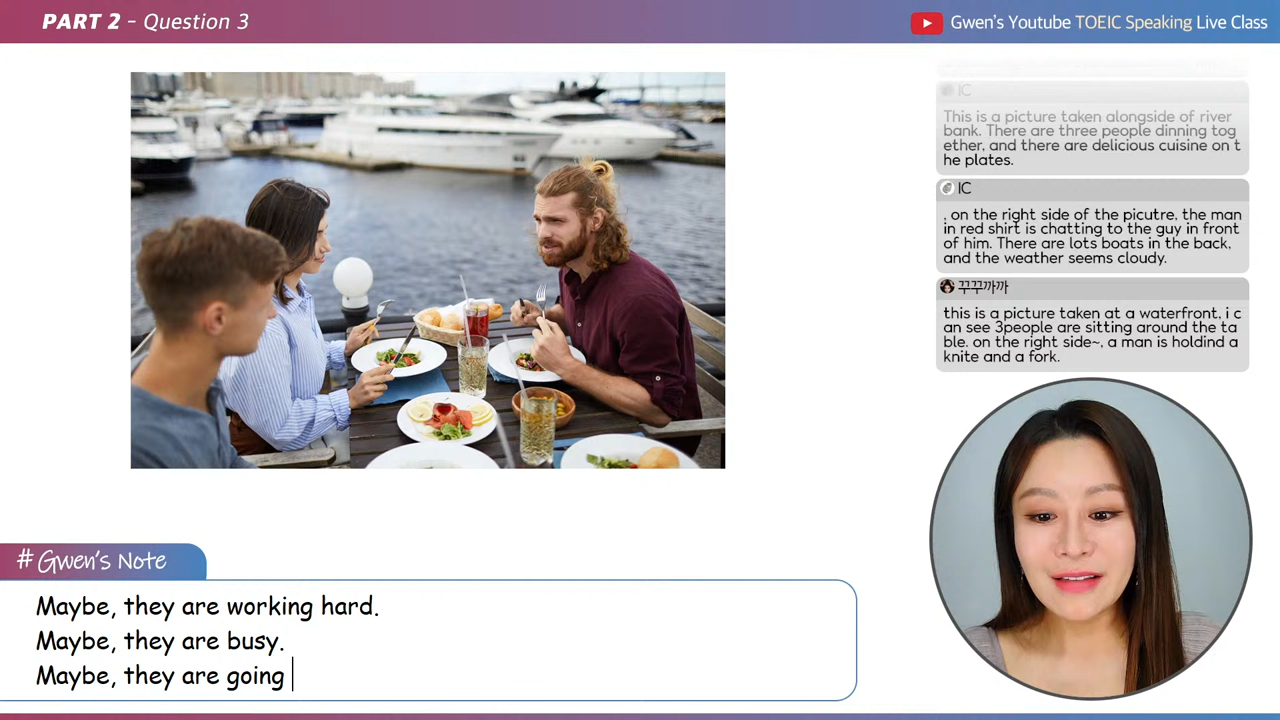 PART 2 - Question 3
Gwen's Youtube TOEIC Speaking Live Class
IC
This is a picture taken alongside of river
bank. There are three people dinning tog
ether, and there are delicious cuisine on t
he plates.
IC
, on the right side of the picutre, the man
in red shirt is chatting to the guy in front
of him. There are lots boats in the back,
and the weather seems cloudy.
꾸꾸까까
this is a picture taken at a waterfront, i c
an see 3people are sitting around the ta
ble. on the right side~, a man is holdind a
knite and a fork.
# Gwen's Note
Maybe, they are working hard.
Maybe, they are busy.
Maybe, they are going